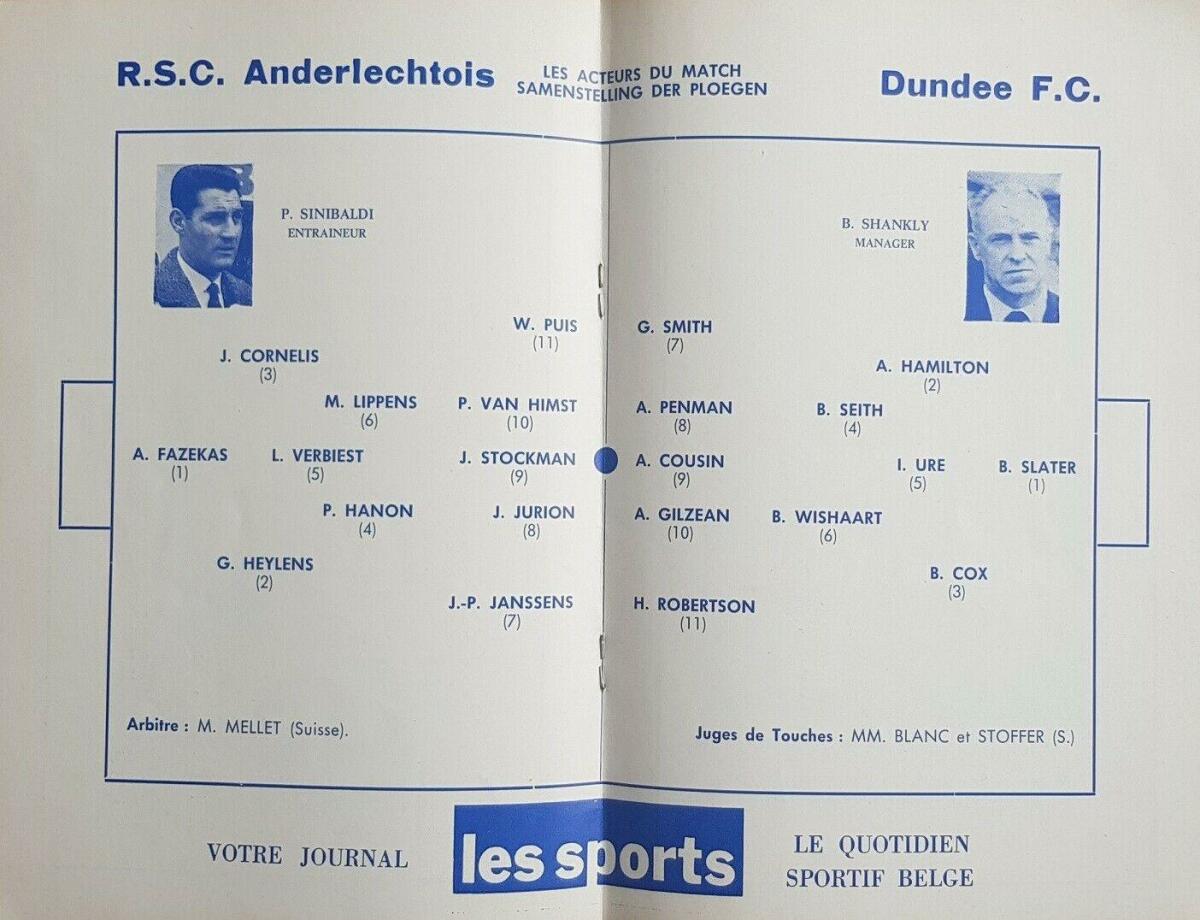 R.S.C. Anderlechtois
LES ACTEURS DU MATCH
SAMENSTELLING DER PLOEGEN
Dundee F.C.
P. SINIBALDI
ENTRAINEUR
B. SHANKLY
MANAGER
W. PUIS
(11)
J. CORNELIS
(3)
M. LIPPENS
(6)
P. VAN HIMST
(10)
A. FAZEKAS
(1)
L. VERBIEST
(5)
J. STOCKMAN
(9)
P. HANON
(4)
J. JURION
(8)
G. HEYLENS
(2)
J.-P. JANSSENS
(7)
G. SMITH
(7)
A. HAMILTON
(2)
A. PENMAN
(8)
B. SEITH
(4)
A. COUSIN
(9)
I. URE
(5)
B. SLATER
(1)
A. GILZEAN
(10)
B. WISHAART
(6)
B. COX
(3)
H. ROBERTSON
(11)
Arbitre : M. MELLET (Suisse).
Juges de Touches : MM. BLANC et STOFFER (S.)
VOTRE JOURNAL
les sports
LE QUOTIDIEN
SPORTIF BELGE